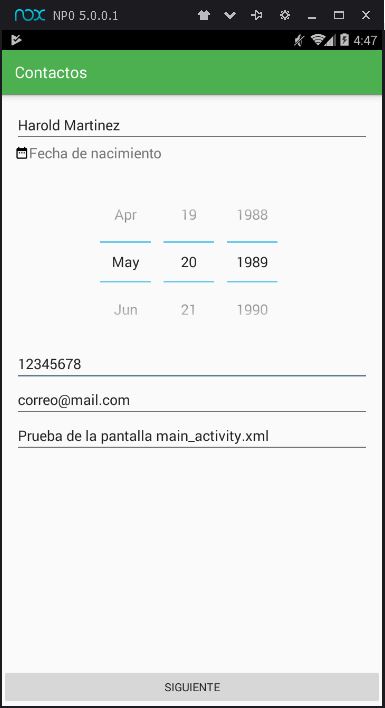 nox NP0 5.0.0.1
4:47
Contactos
Harold Martinez
Fecha de nacimiento
Apr 19 1988
May 20 1989
Jun 21 1990
12345678
correo@mail.com
Prueba de la pantalla main_activity.xml
SIGUIENTE